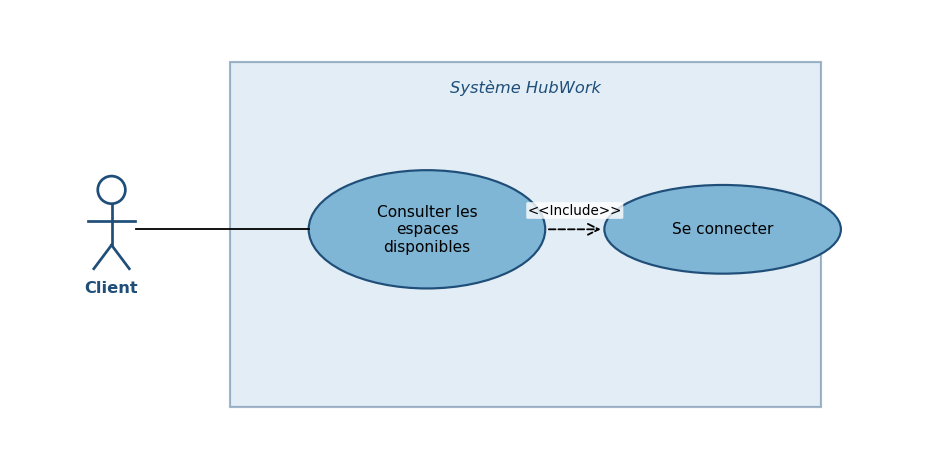 Système HubWork
Consulter les
espaces
disponibles
<<Include>>
Se connecter
Client